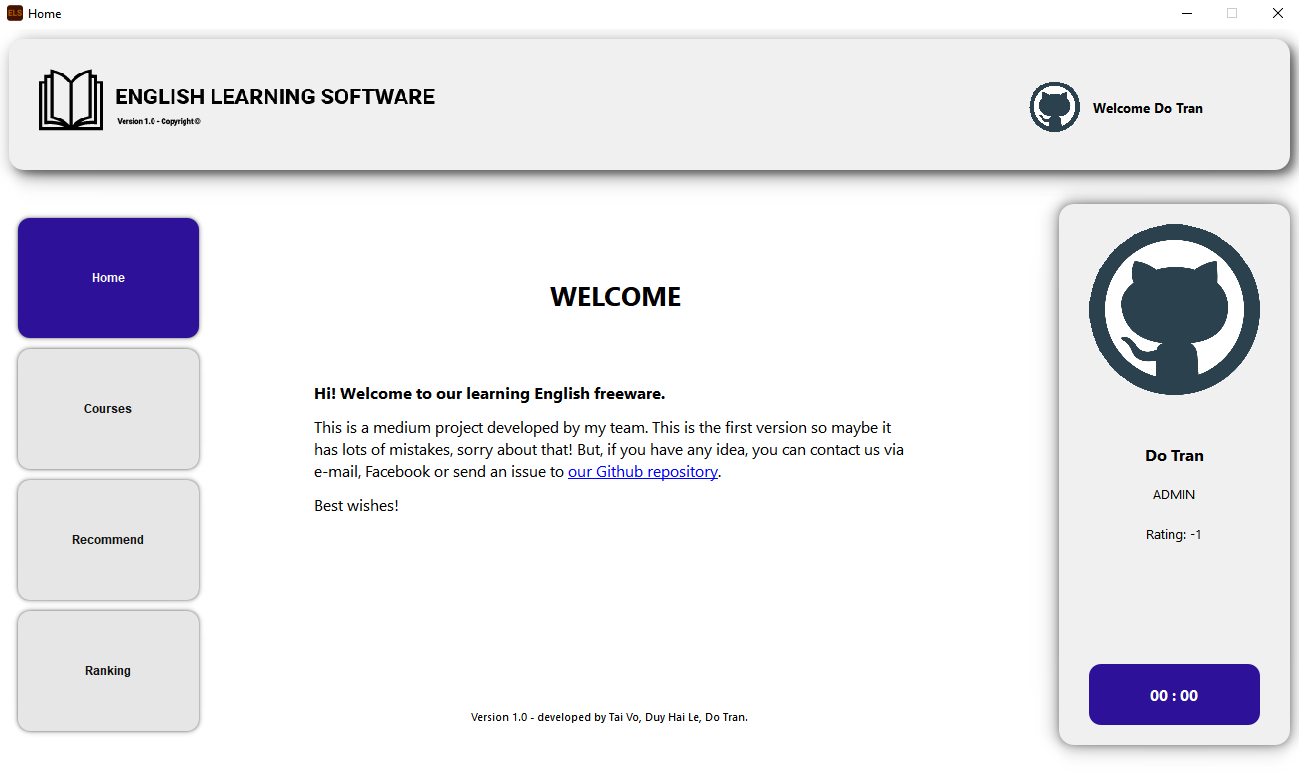 ELS Home
ENGLISH LEARNING SOFTWARE
Version 1.0 - Copyright©
Welcome Do Tran
Home
Courses
Recommend
Ranking
WELCOME
Hi! Welcome to our learning English freeware.
This is a medium project developed by my team. This is the first version so maybe it
has lots of mistakes, sorry about that! But, if you have any idea, you can contact us via
e-mail, Facebook or send an issue to our Github repository.
Best wishes!
Version 1.0 - developed by Tai Vo, Duy Hai Le, Do Tran.
Do Tran
ADMIN
Rating: -1
00 : 00